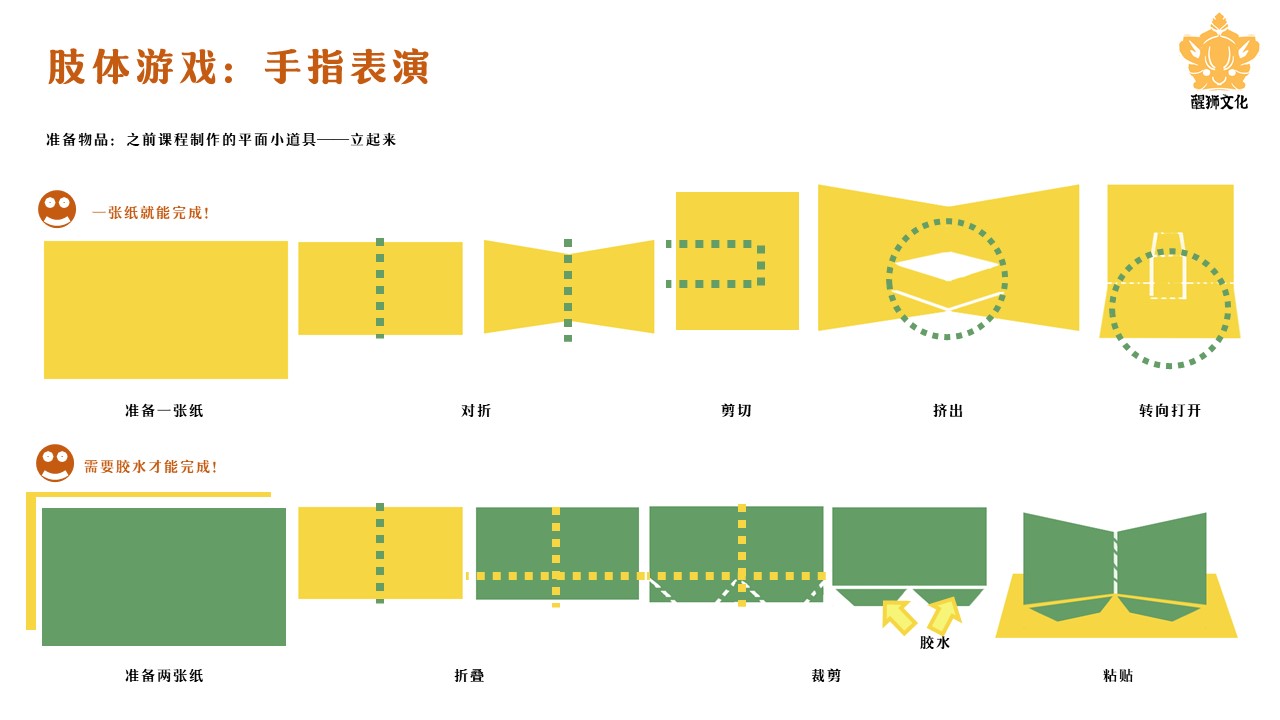 肢体游戏：手指表演
醒狮文化
准备物品：之前课程制作的平面小道具——立起来
一张纸就能完成！
准备一张纸
对折
剪切
挤出
转向打开
需要胶水才能完成！
胶水
准备两张纸
折叠
裁剪
粘贴